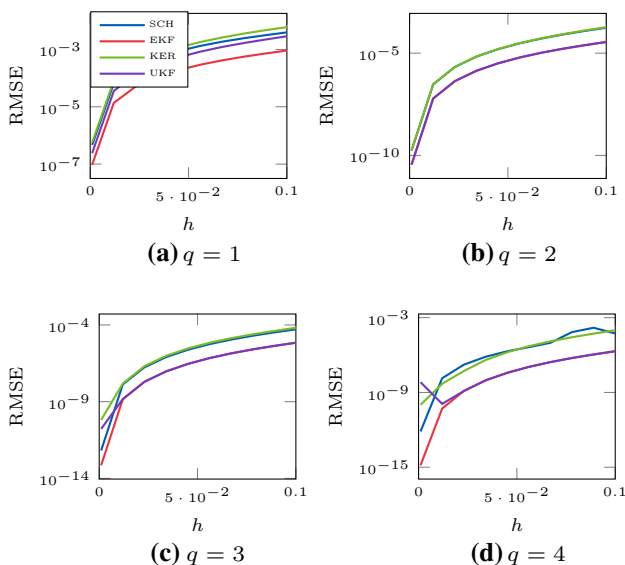 SCH
EKF
KER
UKF
RMSE
10⁻³
10⁻⁵
10⁻⁷
0
5 · 10⁻²
0.1
h
(a) q = 1
RMSE
10⁻⁵
10⁻¹⁰
0
5 · 10⁻²
0.1
h
(b) q = 2
RMSE
10⁻⁴
10⁻⁹
10⁻¹⁴
0
5 · 10⁻²
0.1
h
(c) q = 3
RMSE
10⁻³
10⁻⁹
10⁻¹⁵
0
5 · 10⁻²
0.1
h
(d) q = 4